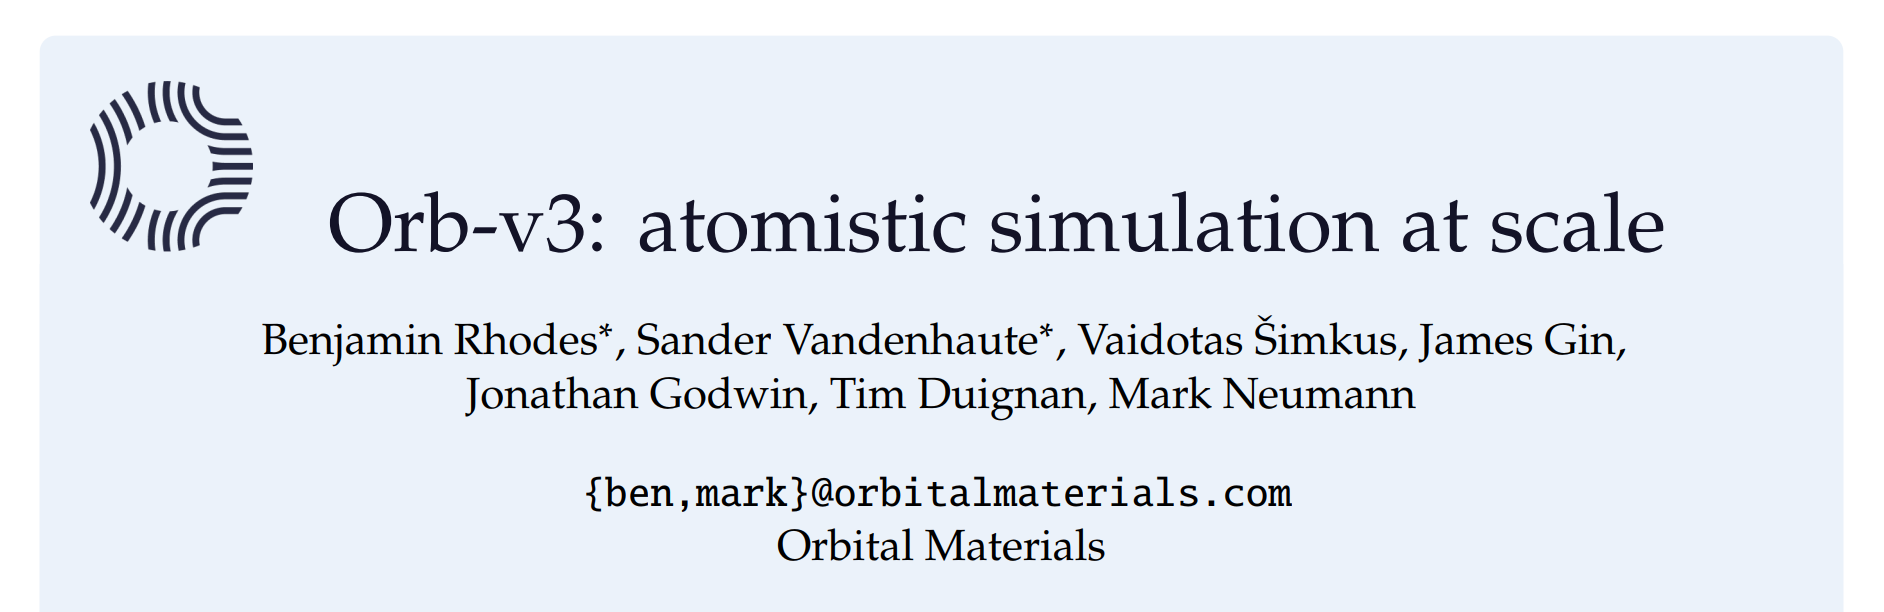 Orb-v3: atomistic simulation at scale
Benjamin Rhodes*, Sander Vandenhaute*, Vaidotas Šimkus, James Gin,
Jonathan Godwin, Tim Duignan, Mark Neumann
{ben,mark}@orbitalmaterials.com
Orbital Materials